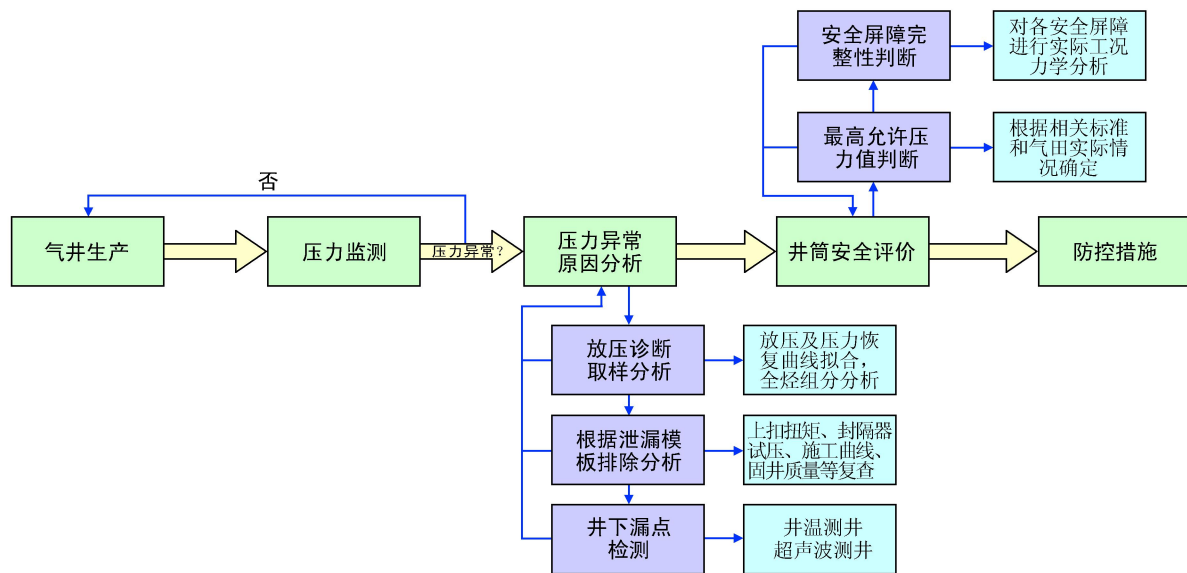 安全屏障完
整性判断
对各安全屏障
进行实际工况
力学分析
最高允许压
力值判断
根据相关标准
和气田实际情
况确定
否
气井生产
压力监测
压力异常?
压力异常
原因分析
井筒安全评价
防控措施
放压诊断
取样分析
放压及压力恢
复曲线拟合，
全烃组分分析
根据泄漏模
板排除分析
上扣扭矩、封隔器
试压、施工曲线、
固井质量等复查
井下漏点
检测
井温测井
超声波测井